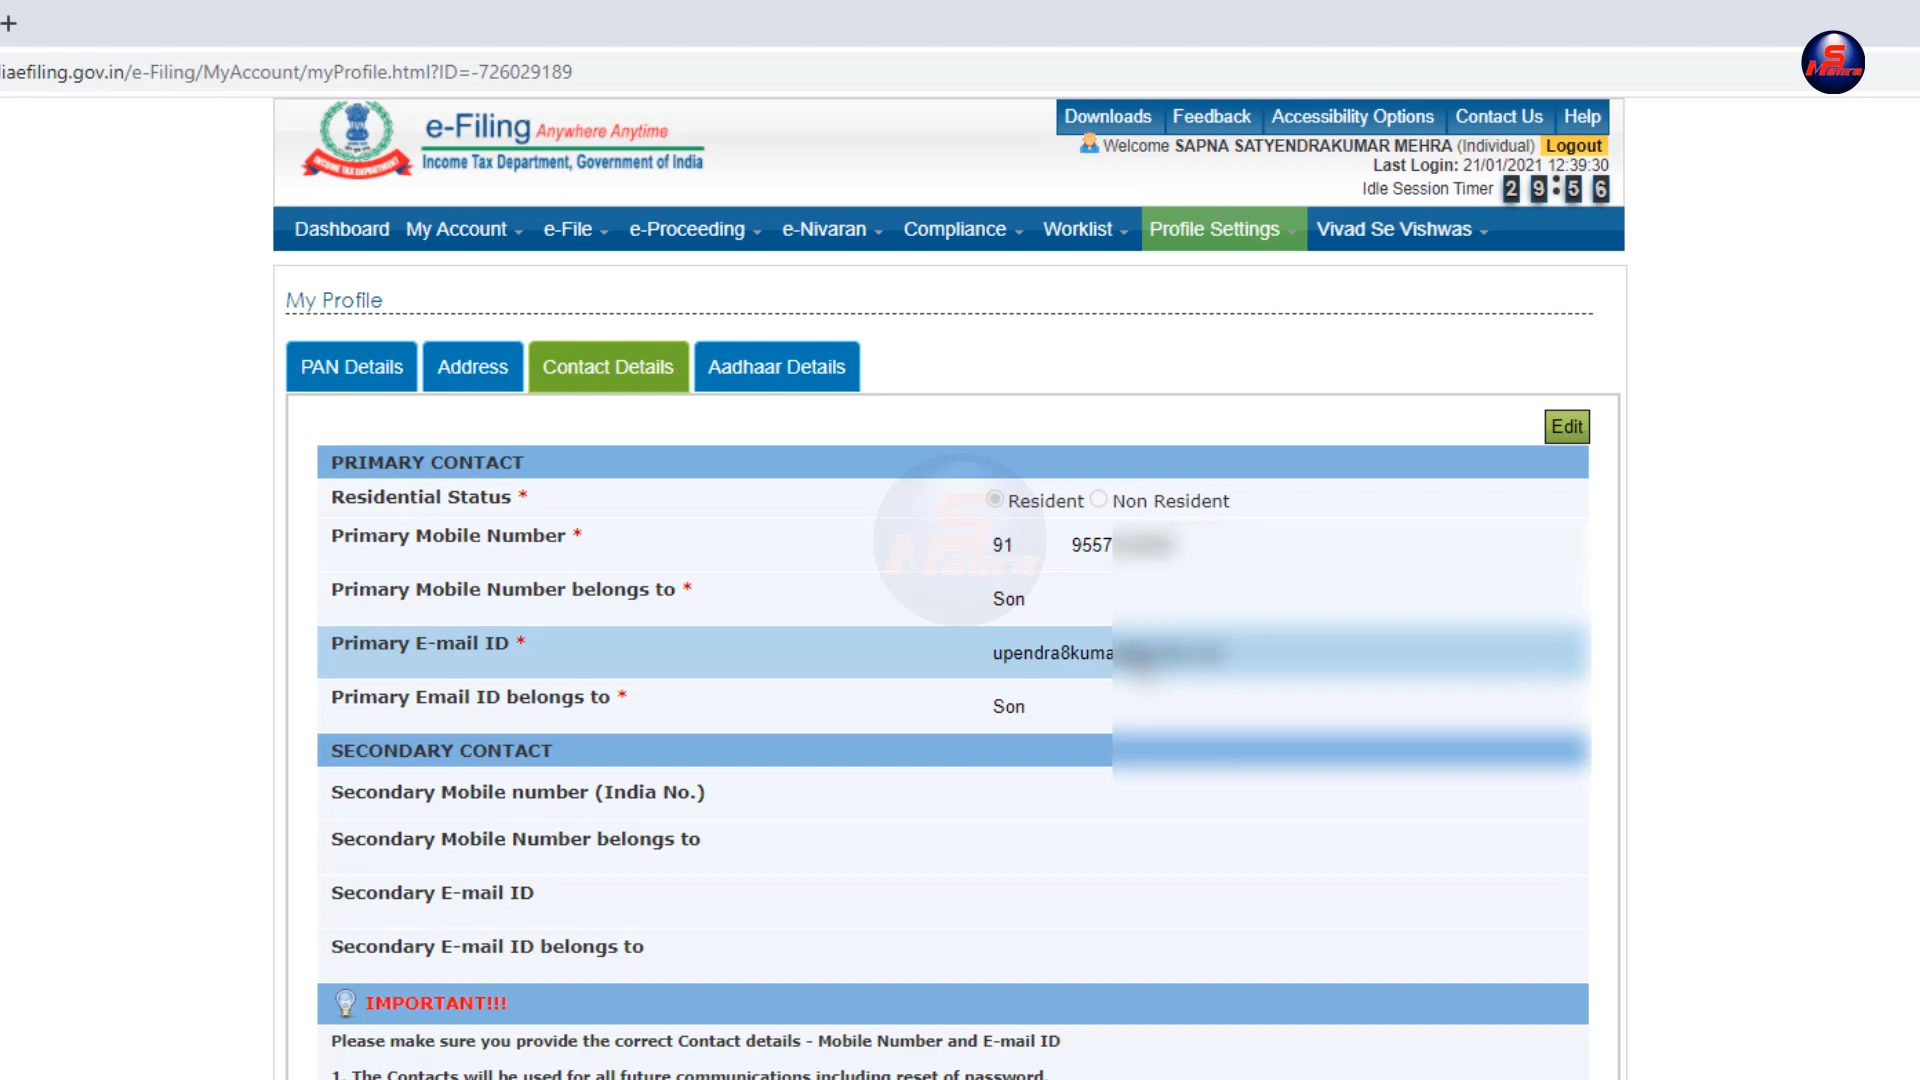 +
iaefiling.gov.in/e-Filing/MyAccount/myProfile.html?ID=-726029189
S
Mehra
INCOME TAX DEPARTMENT
e-Filing Anywhere Anytime
Income Tax Department, Government of India
Downloads Feedback Accessibility Options Contact Us Help
Welcome SAPNA SATYENDRAKUMAR MEHRA (Individual) Logout
Last Login: 21/01/2021 12:39:30
Idle Session Timer 29:56
Dashboard My Account e-File e-Proceeding e-Nivaran Compliance Worklist Profile Settings Vivad Se Vishwas
My Profile
PAN Details Address Contact Details Aadhaar Details
Edit
PRIMARY CONTACT
Residential Status * Resident Non Resident
Primary Mobile Number * 91 9557
Primary Mobile Number belongs to * Son
Primary E-mail ID * upendra8kuma
Primary Email ID belongs to * Son
S
Mehra
SECONDARY CONTACT
Secondary Mobile number (India No.)
Secondary Mobile Number belongs to
Secondary E-mail ID
Secondary E-mail ID belongs to
IMPORTANT!!!
Please make sure you provide the correct Contact details - Mobile Number and E-mail ID
1. The Contacts will be used for all future communications including reset of password.